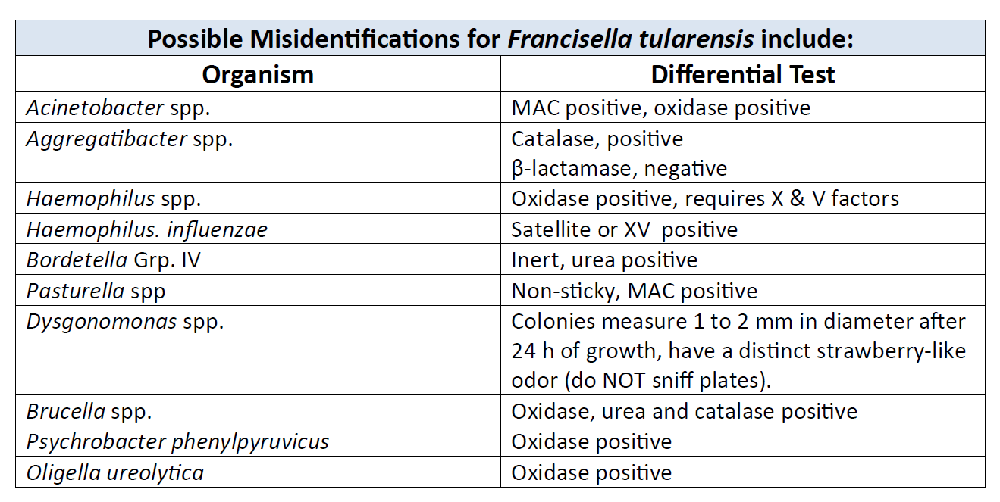 Possible Misidentifications for Francisella tularensis include:
Organism
Differential Test
Acinetobacter spp.
MAC positive, oxidase positive
Aggregatibacter spp.
Catalase, positive
β-lactamase, negative
Haemophilus spp.
Oxidase positive, requires X & V factors
Haemophilus. influenzae
Satellite or XV  positive
Bordetella Grp. IV
Inert, urea positive
Pasturella spp
Non-sticky, MAC positive
Dysgonomonas spp.
Colonies measure 1 to 2 mm in diameter after
24 h of growth, have a distinct strawberry-like
odor (do NOT sniff plates).
Brucella spp.
Oxidase, urea and catalase positive
Psychrobacter phenylpyruvicus
Oxidase positive
Oligella ureolytica
Oxidase positive